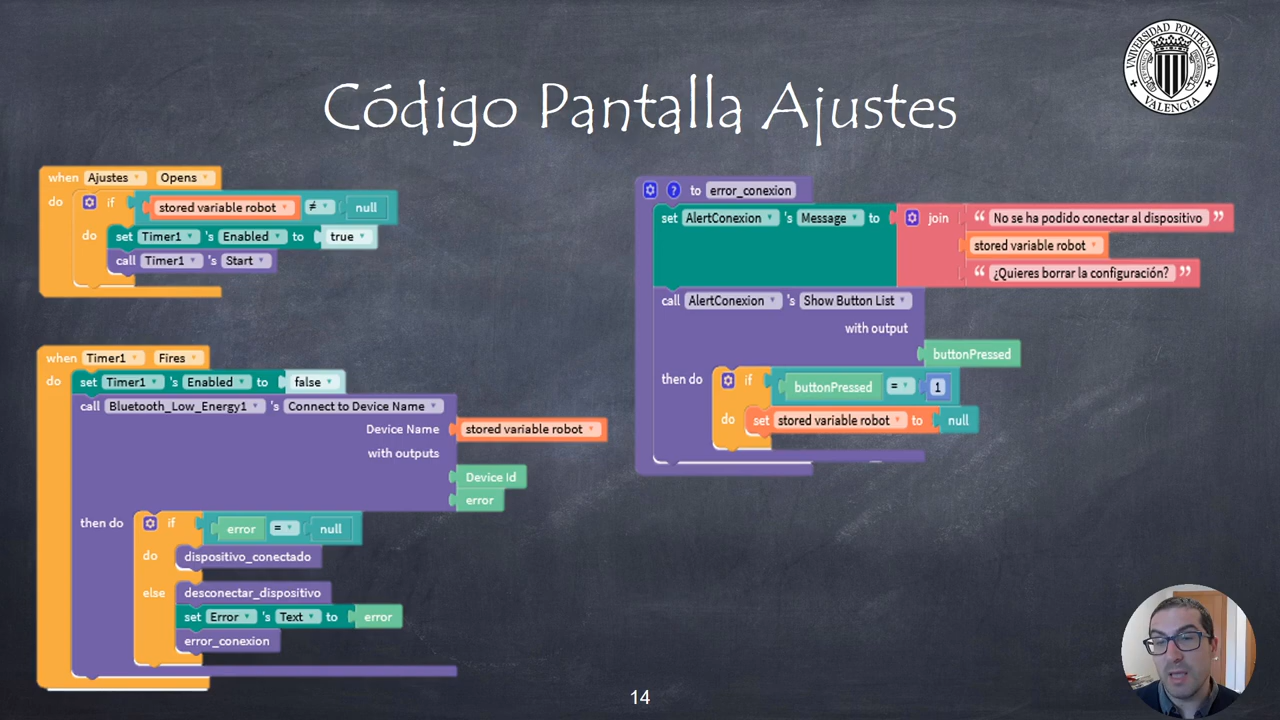 UNIVERSIDAD POLITECNICA
VALENCIA
Código Pantalla Ajustes
when Ajustes Opens
do if stored variable robot ≠ null
do set Timer1 's Enabled to true
call Timer1 's Start
when Timer1 Fires
do set Timer1 's Enabled to false
call Bluetooth_Low_Energy1 's Connect to Device Name
Device Name stored variable robot
with outputs
Device Id
error
then do if error = null
do dispositivo_conectado
else desconectar_dispositivo
set Error 's Text to error
error_conexion
? to error_conexion
set AlertConexion 's Message to join “ No se ha podido conectar al dispositivo ”
stored variable robot
“ ¿Quieres borrar la configuración? ”
call AlertConexion 's Show Button List
with output
buttonPressed
then do if buttonPressed = 1
do set stored variable robot to null
14